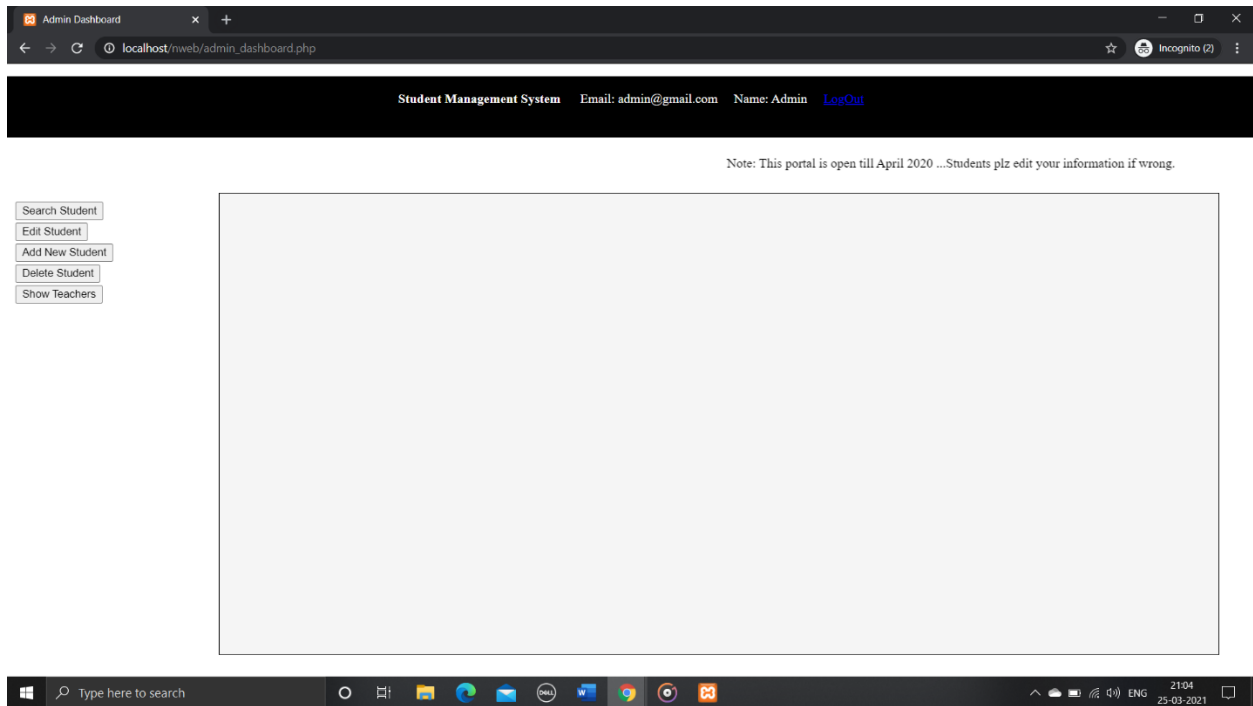 Admin Dashboard
localhost/nweb/admin_dashboard.php
Incognito (2)
Student Management System Email: admin@gmail.com Name: Admin LogOut
Note: This portal is open till April 2020 ...Students plz edit your information if wrong.
Search Student
Edit Student
Add New Student
Delete Student
Show Teachers
Type here to search
DELL
W
ENG
21:04
25-03-2021